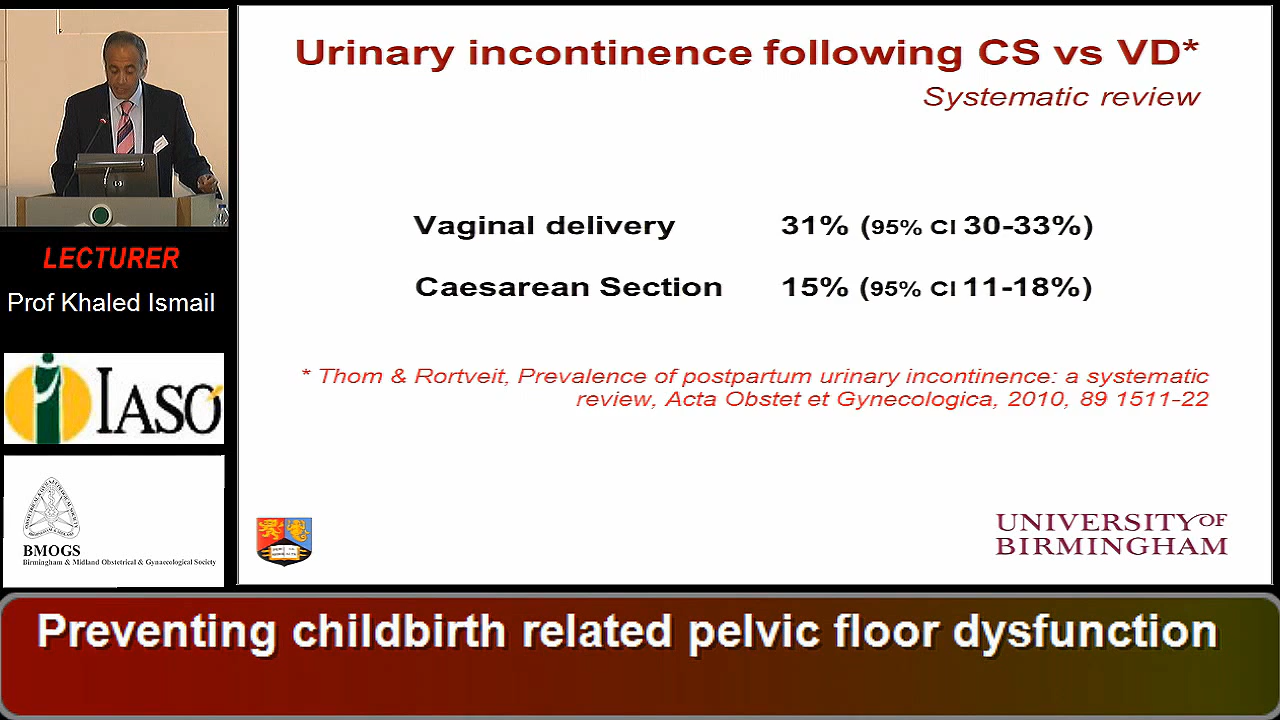 Urinary incontinence following CS vs VD*
Systematic review
Vaginal delivery 31% (95% CI 30-33%)
Caesarean Section 15% (95% CI 11-18%)
* Thom & Rortveit, Prevalence of postpartum urinary incontinence: a systematic
review, Acta Obstet et Gynecologica, 2010, 89 1511-22
UNIVERSITY OF
BIRMINGHAM
LECTURER
Prof Khaled Ismail
IASO
BMOGS
Birmingham & Midland Obstetrical & Gynaecological Society
Preventing childbirth related pelvic floor dysfunction